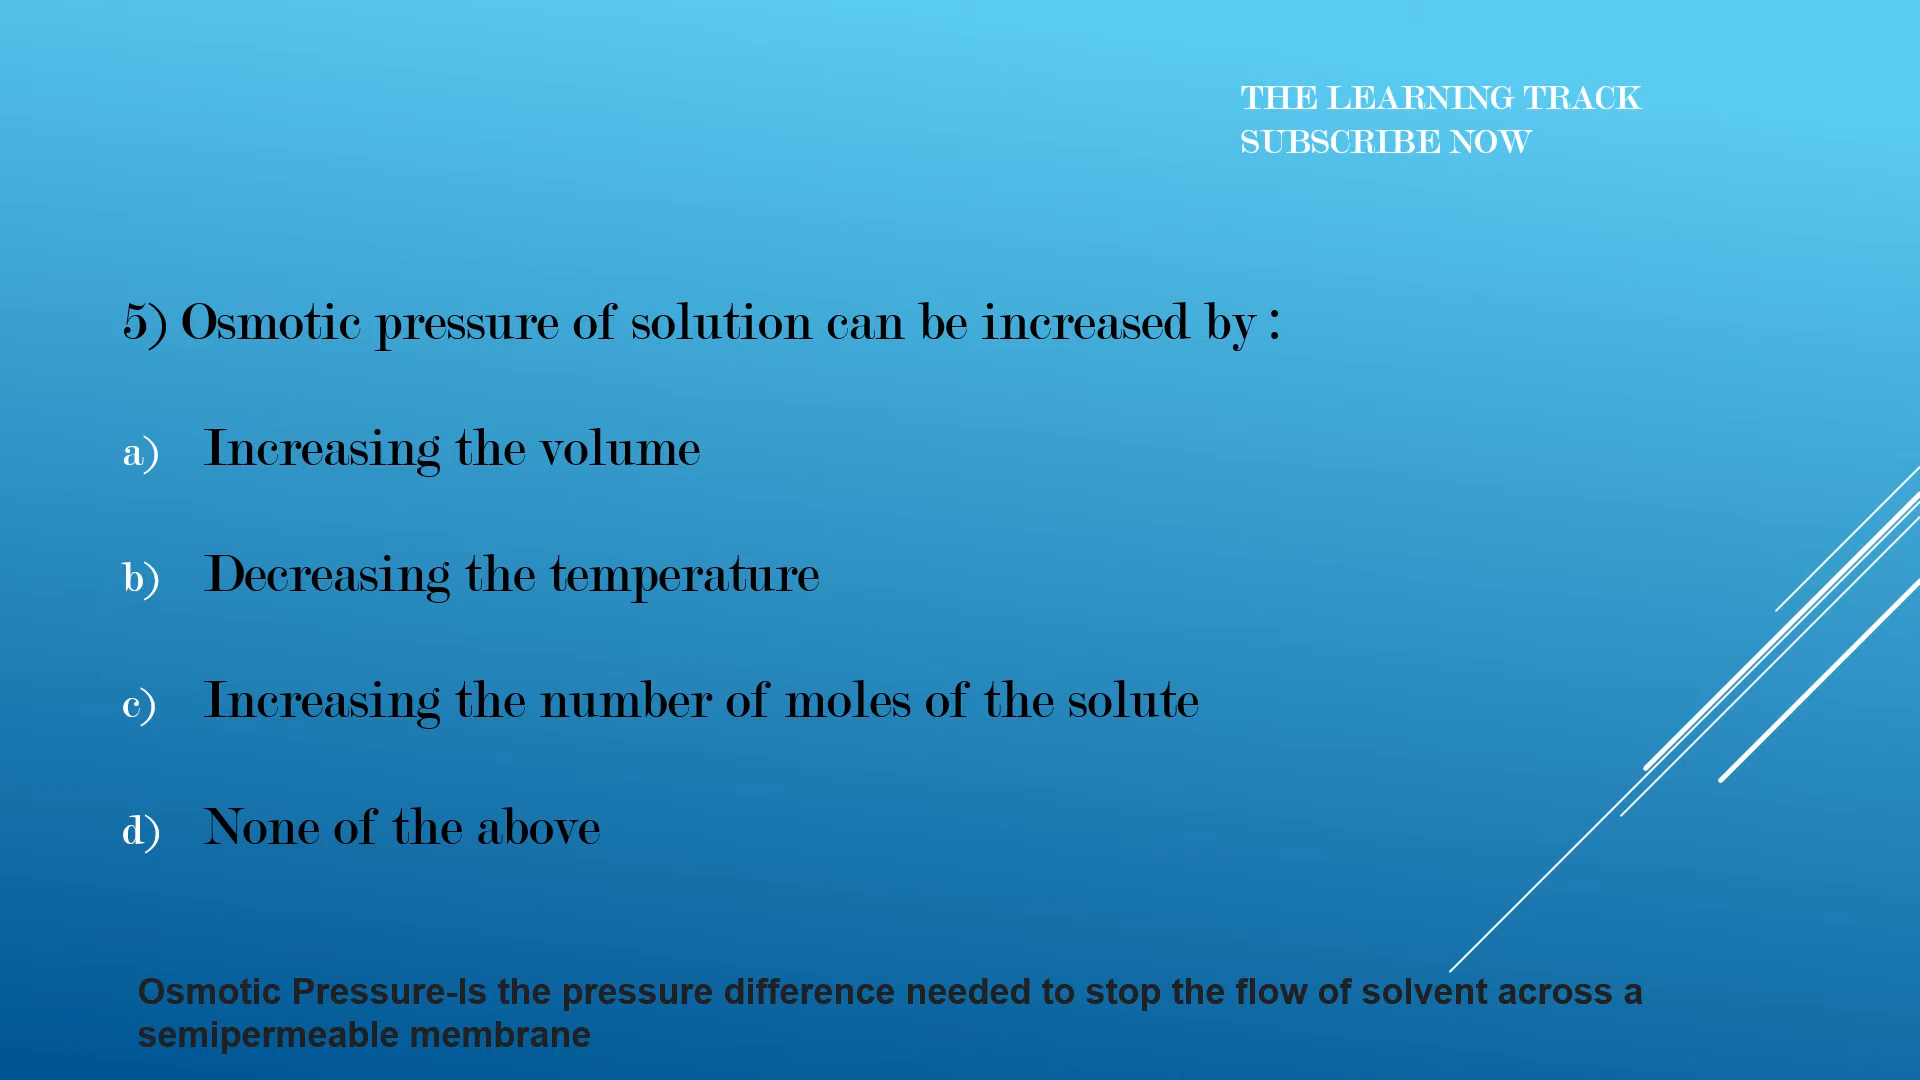 THE LEARNING TRACK
SUBSCRIBE NOW
5) Osmotic pressure of solution can be increased by :
a) Increasing the volume
b) Decreasing the temperature
c) Increasing the number of moles of the solute
d) None of the above
Osmotic Pressure-Is the pressure difference needed to stop the flow of solvent across a
semipermeable membrane